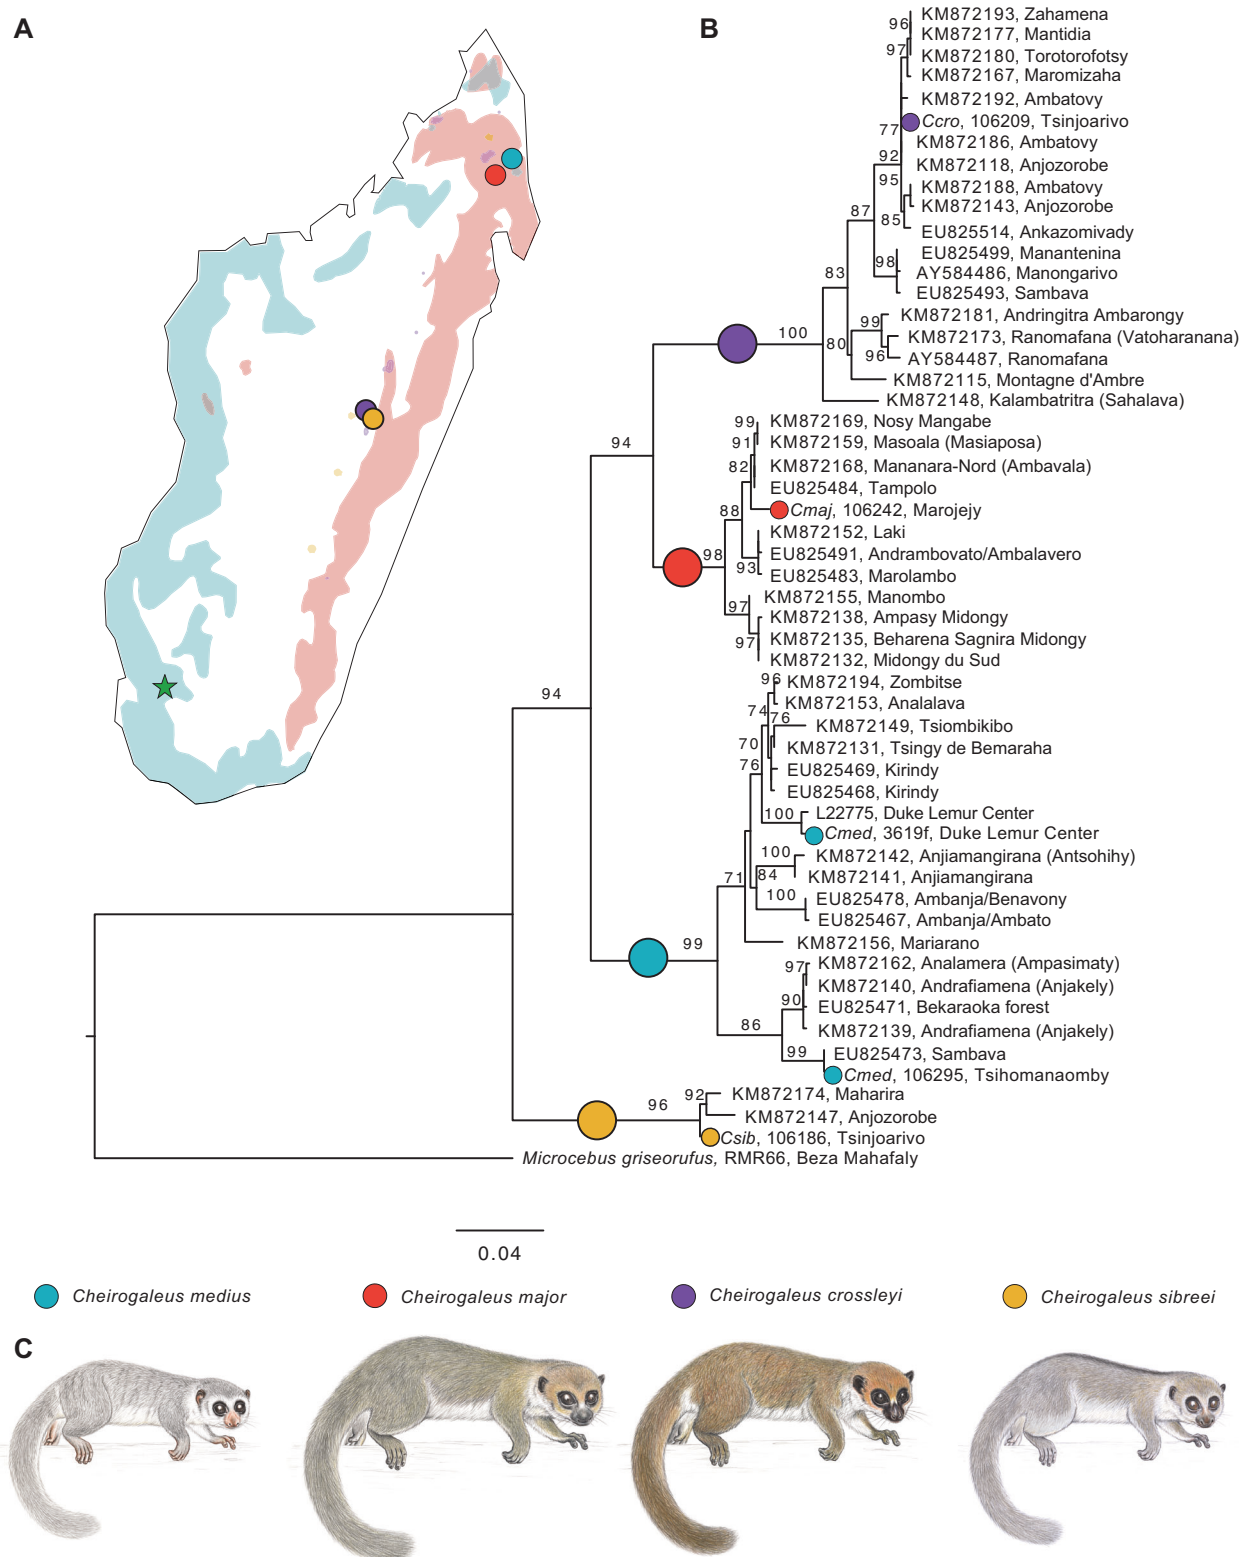 A
B
96
KM872193, Zahamena
KM872177, Mantidia
97
KM872180, Torotorofotsy
KM872167, Maromizaha
KM872192, Ambatovy
Ccro, 106209, Tsinjoarivo
77
KM872186, Ambatovy
92
KM872118, Anjozorobe
95
KM872188, Ambatovy
87
KM872143, Anjozorobe
85
EU825514, Ankazomivady
EU825499, Manantenina
98
AY584486, Manongarivo
83
EU825493, Sambava
KM872181, Andringitra Ambarongy
99
100
KM872173, Ranomafana (Vatoharanana)
80
96
AY584487, Ranomafana
KM872115, Montagne d'Ambre
KM872148, Kalambatritra (Sahalava)
99
KM872169, Nosy Mangabe
94
91
KM872159, Masoala (Masiaposa)
82
KM872168, Mananara-Nord (Ambavala)
EU825484, Tampolo
88
Cmaj, 106242, Marojejy
KM872152, Laki
98
EU825491, Andrambovato/Ambalavero
93
EU825483, Marolambo
97
KM872155, Manombo
KM872138, Ampasy Midongy
97
KM872135, Beharena Sagnira Midongy
KM872132, Midongy du Sud
96
KM872194, Zombitse
94
KM872153, Analalava
74
76
KM872149, Tsiombikibo
70
KM872131, Tsingy de Bemaraha
76
EU825469, Kirindy
EU825468, Kirindy
100
L22775, Duke Lemur Center
Cmed, 3619f, Duke Lemur Center
100
KM872142, Anjiamangirana (Antsohihy)
71
84
KM872141, Anjiamangirana
100
EU825478, Ambanja/Benavony
EU825467, Ambanja/Ambato
99
KM872156, Mariarano
97
KM872162, Analamera (Ampasimaty)
KM872140, Andrafiamena (Anjakely)
90
EU825471, Bekaraoka forest
86
KM872139, Andrafiamena (Anjakely)
99
EU825473, Sambava
Cmed, 106295, Tsihomanaomby
92
KM872174, Maharira
96
KM872147, Anjozorobe
Csib, 106186, Tsinjoarivo
Microcebus griseorufus, RMR66, Beza Mahafaly
0.04
Cheirogaleus medius
Cheirogaleus major
Cheirogaleus crossleyi
Cheirogaleus sibreei
C